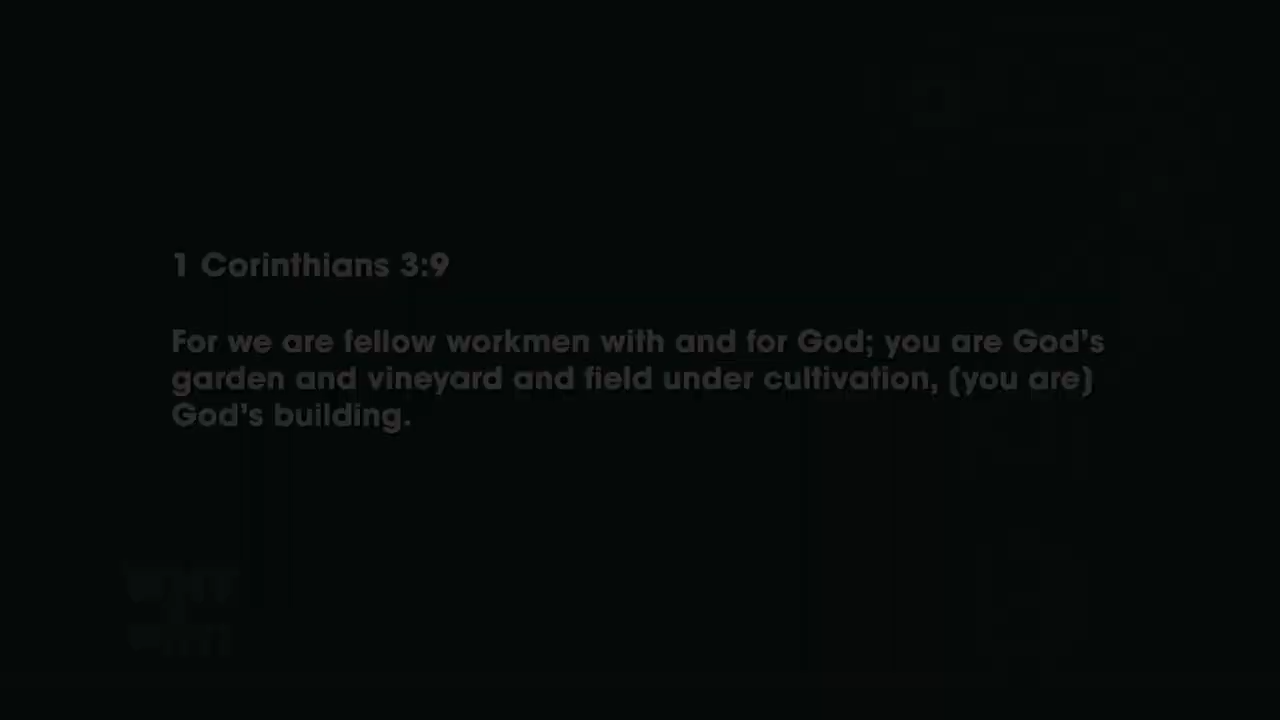 1 Corinthians 3:9
For we are fellow workmen with and for God; you are God's
garden and vineyard and field under cultivation, (you are)
God's building.